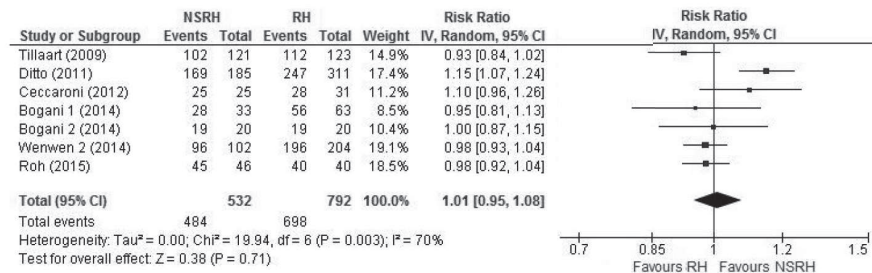 NSRH RH Risk Ratio Risk Ratio
Study or Subgroup Events Total Events Total Weight IV, Random, 95% CI IV, Random, 95% CI
Tillaart (2009) 102 121 112 123 14.9% 0.93 [0.84, 1.02]
Ditto (2011) 169 185 247 311 17.4% 1.15 [1.07, 1.24]
Ceccaroni (2012) 25 25 28 31 11.2% 1.10 [0.96, 1.26]
Bogani 1 (2014) 28 33 56 63 8.5% 0.95 [0.81, 1.13]
Bogani 2 (2014) 19 20 19 20 10.4% 1.00 [0.87, 1.15]
Wenwen 2 (2014) 96 102 196 204 19.1% 0.98 [0.93, 1.04]
Roh (2015) 45 46 40 40 18.5% 0.98 [0.92, 1.04]
Total (95% CI) 532 792 100.0% 1.01 [0.95, 1.08]
Total events 484 698
Heterogeneity: Tau² = 0.00; Chi² = 19.94, df = 6 (P = 0.003); I² = 70%
Test for overall effect: Z = 0.38 (P = 0.71)
0.7 0.85 1 1.2 1.5
Favours RH Favours NSRH